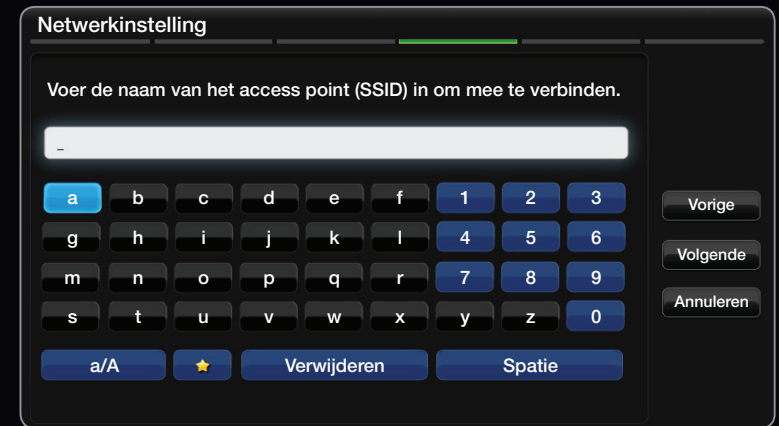 Netwerkinstelling
Voer de naam van het access point (SSID) in om mee te verbinden.
_
a b c d e f 1 2 3
g h i j k l 4 5 6
m n o p q r 7 8 9
s t u v w x y z 0
a/A Verwijderen Spatie
Vorige
Volgende
Annuleren